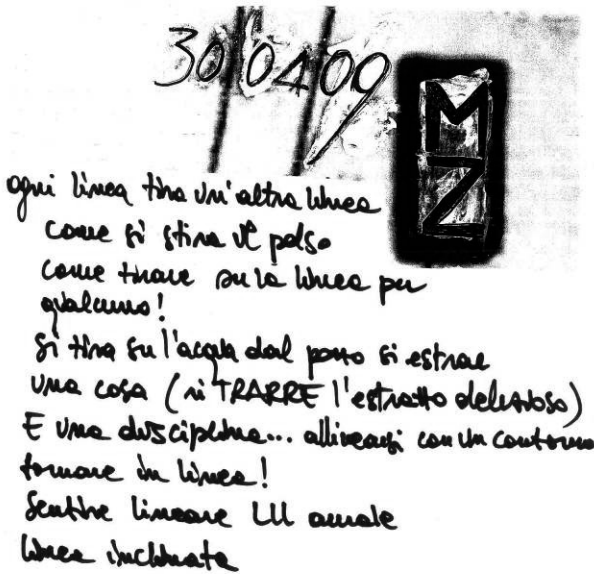 30/04/09
M
Z
ogni linea tira un'altra linea
come si stira il polso
come tirare su la linea per
qualcuno!
si tira su l'acqua dal pozzo si estrae
una cosa (ri TRARRE l'estratto
E una disciplina... allinearsi con un contorno
tornare in linea!
Sentire lineare
linea inclinata